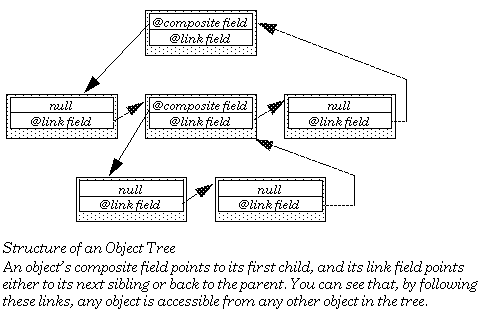 @composite field
@link field
null
@link field
@composite field
@link field
null
@link field
null
@link field
null
@link field
Structure of an Object Tree
An object's composite field points to its first child, and its link field points
either to its next sibling or back to the parent. You can see that, by following
these links, any object is accessible from any other object in the tree.